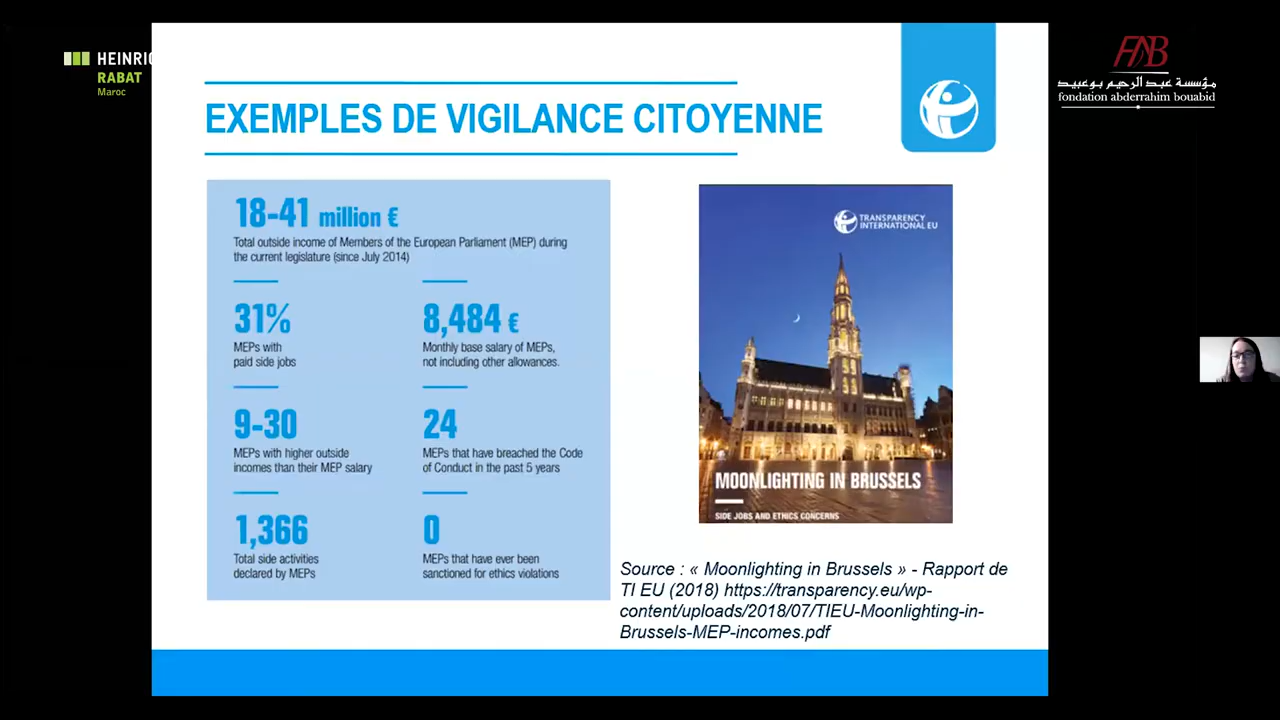 HEINRIC
RABAT
Maroc
FAB
مؤسسة عبد الرحيم بوعبيد
fondation abderrahim bouabid
EXEMPLES DE VIGILANCE CITOYENNE
18-41 million €
Total outside income of Members of the European Parliament (MEP) during
the current legislature (since July 2014)
31%
MEPs with
paid side jobs
8,484 €
Monthly base salary of MEPs,
not including other allowances.
9-30
MEPs with higher outside
incomes than their MEP salary
24
MEPs that have breached the Code
of Conduct in the past 5 years
1,366
Total side activities
declared by MEPs
0
MEPs that have ever been
sanctioned for ethics violations
TRANSPARENCY
INTERNATIONAL EU
MOONLIGHTING IN BRUSSELS
SIDE JOBS AND ETHICS CONCERNS
Source : « Moonlighting in Brussels » - Rapport de
TI EU (2018) https://transparency.eu/wp-
content/uploads/2018/07/TIEU-Moonlighting-in-
Brussels-MEP-incomes.pdf